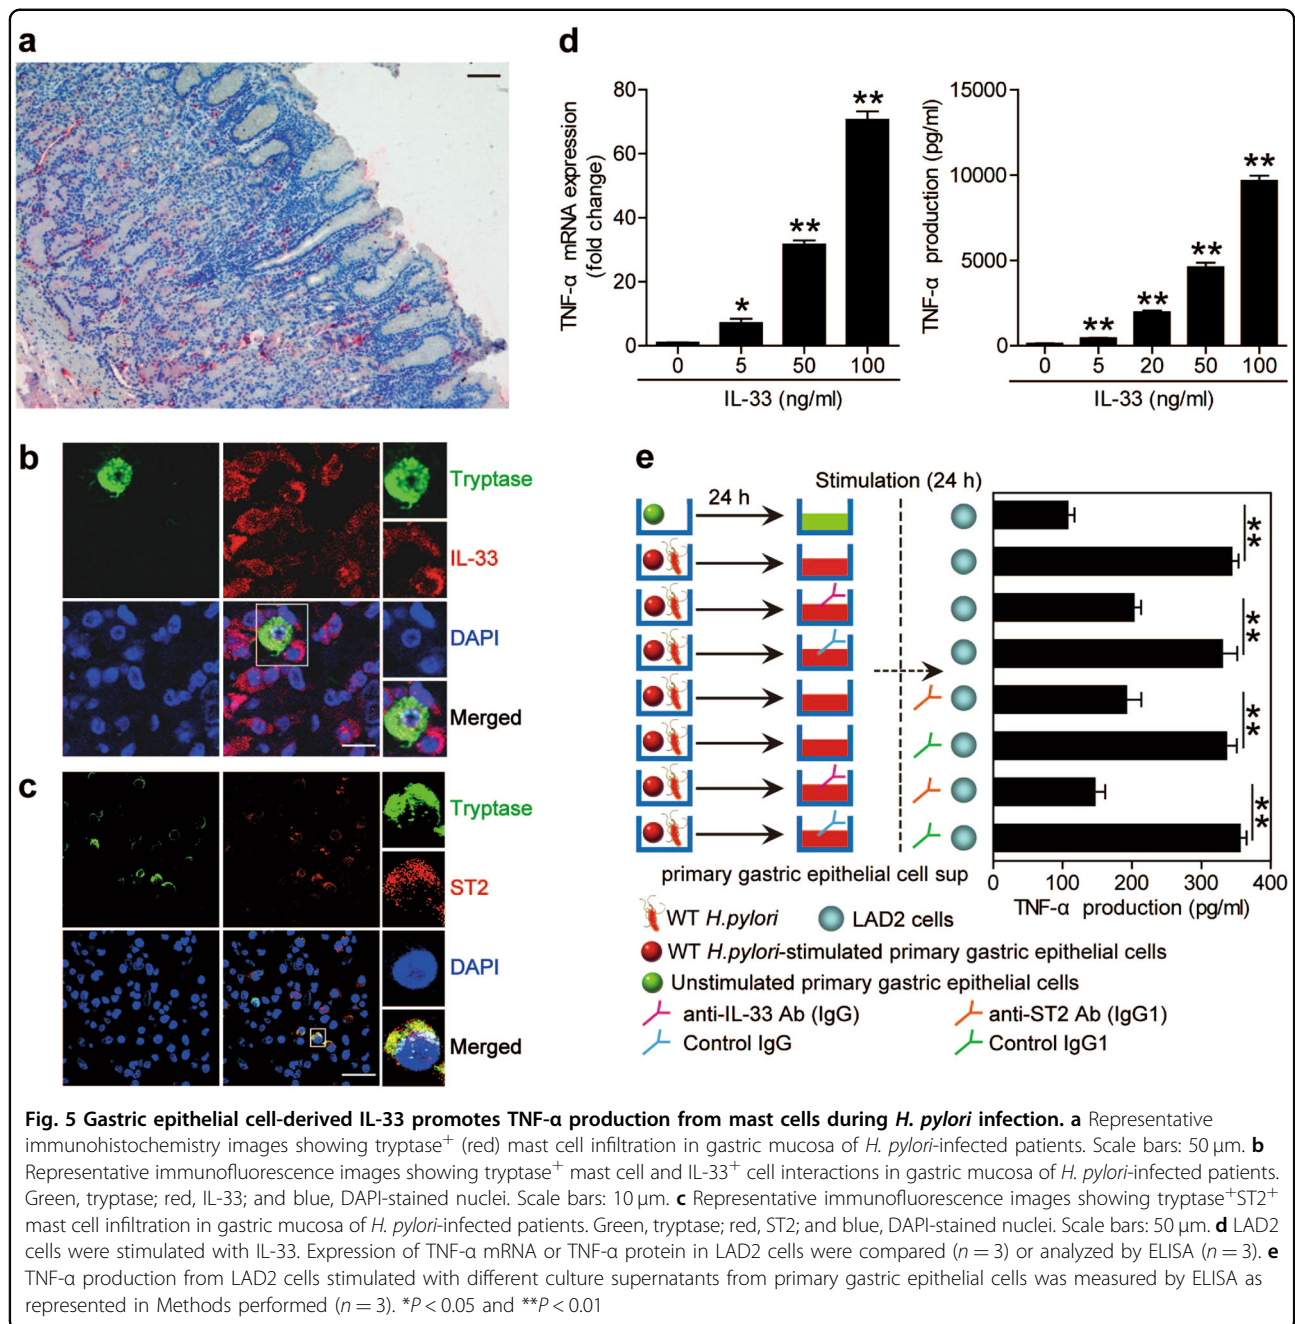 a
d
TNF-α mRNA expression
(fold change)
80
60
40
20
0
*
**
**
0 5 50 100
IL-33 (ng/ml)
TNF-α production (pg/ml)
15000
10000
5000
0
**
**
**
**
0 5 20 50 100
IL-33 (ng/ml)
b
Tryptase
IL-33
DAPI
Merged
c
Tryptase
ST2
DAPI
Merged
e
Stimulation (24 h)
24 h
**
**
**
**
0 100 200 300 400
TNF-α production (pg/ml)
primary gastric epithelial cell sup
WT H.pylori
LAD2 cells
WT H.pylori-stimulated primary gastric epithelial cells
Unstimulated primary gastric epithelial cells
anti-IL-33 Ab (IgG)
anti-ST2 Ab (IgG1)
Control IgG
Control IgG1
Fig. 5 Gastric epithelial cell-derived IL-33 promotes TNF-α production from mast cells during H. pylori infection. a Representative
immunohistochemistry images showing tryptase+ (red) mast cell infiltration in gastric mucosa of H. pylori-infected patients. Scale bars: 50 μm. b
Representative immunofluorescence images showing tryptase+ mast cell and IL-33+ cell interactions in gastric mucosa of H. pylori-infected patients.
Green, tryptase; red, IL-33; and blue, DAPI-stained nuclei. Scale bars: 10 μm. c Representative immunofluorescence images showing tryptase+ST2+
mast cell infiltration in gastric mucosa of H. pylori-infected patients. Green, tryptase; red, ST2; and blue, DAPI-stained nuclei. Scale bars: 50 μm. d LAD2
cells were stimulated with IL-33. Expression of TNF-α mRNA or TNF-α protein in LAD2 cells were compared (n = 3) or analyzed by ELISA (n = 3). e
TNF-α production from LAD2 cells stimulated with different culture supernatants from primary gastric epithelial cells was measured by ELISA as
represented in Methods performed (n = 3). *P < 0.05 and **P < 0.01